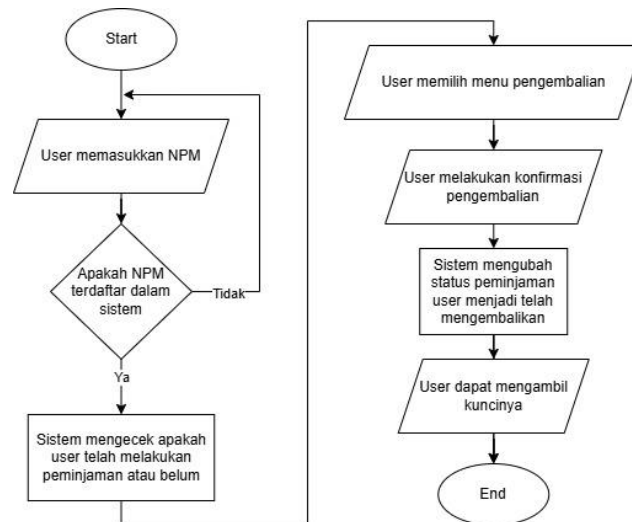 Start
User memasukkan NPM
Apakah NPM
terdaftar dalam
sistem
Tidak
Ya
Sistem mengecek apakah
user telah melakukan
peminjaman atau belum
User memilih menu pengembalian
User melakukan konfirmasi
pengembalian
Sistem mengubah
status peminjaman
user menjadi telah
mengembalikan
User dapat mengambil
kuncinya
End